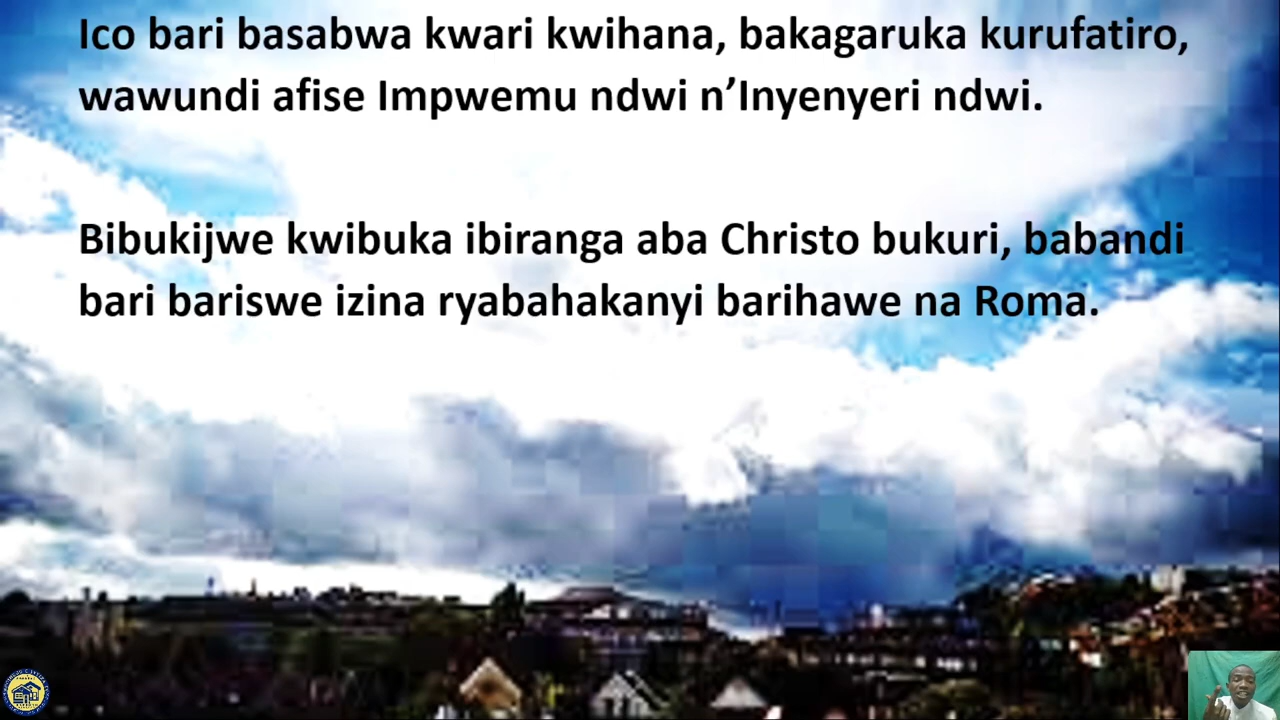 Ico bari basabwa kwari kwihana, bakagaruka kurufatiro,
wawundi afise Impwemu ndwi n’Inyenyeri ndwi.
Bibukijwe kwibuka ibiranga aba Christo bukuri, babandi
bari bariswe izina ryabahakanyi barihawe na Roma.